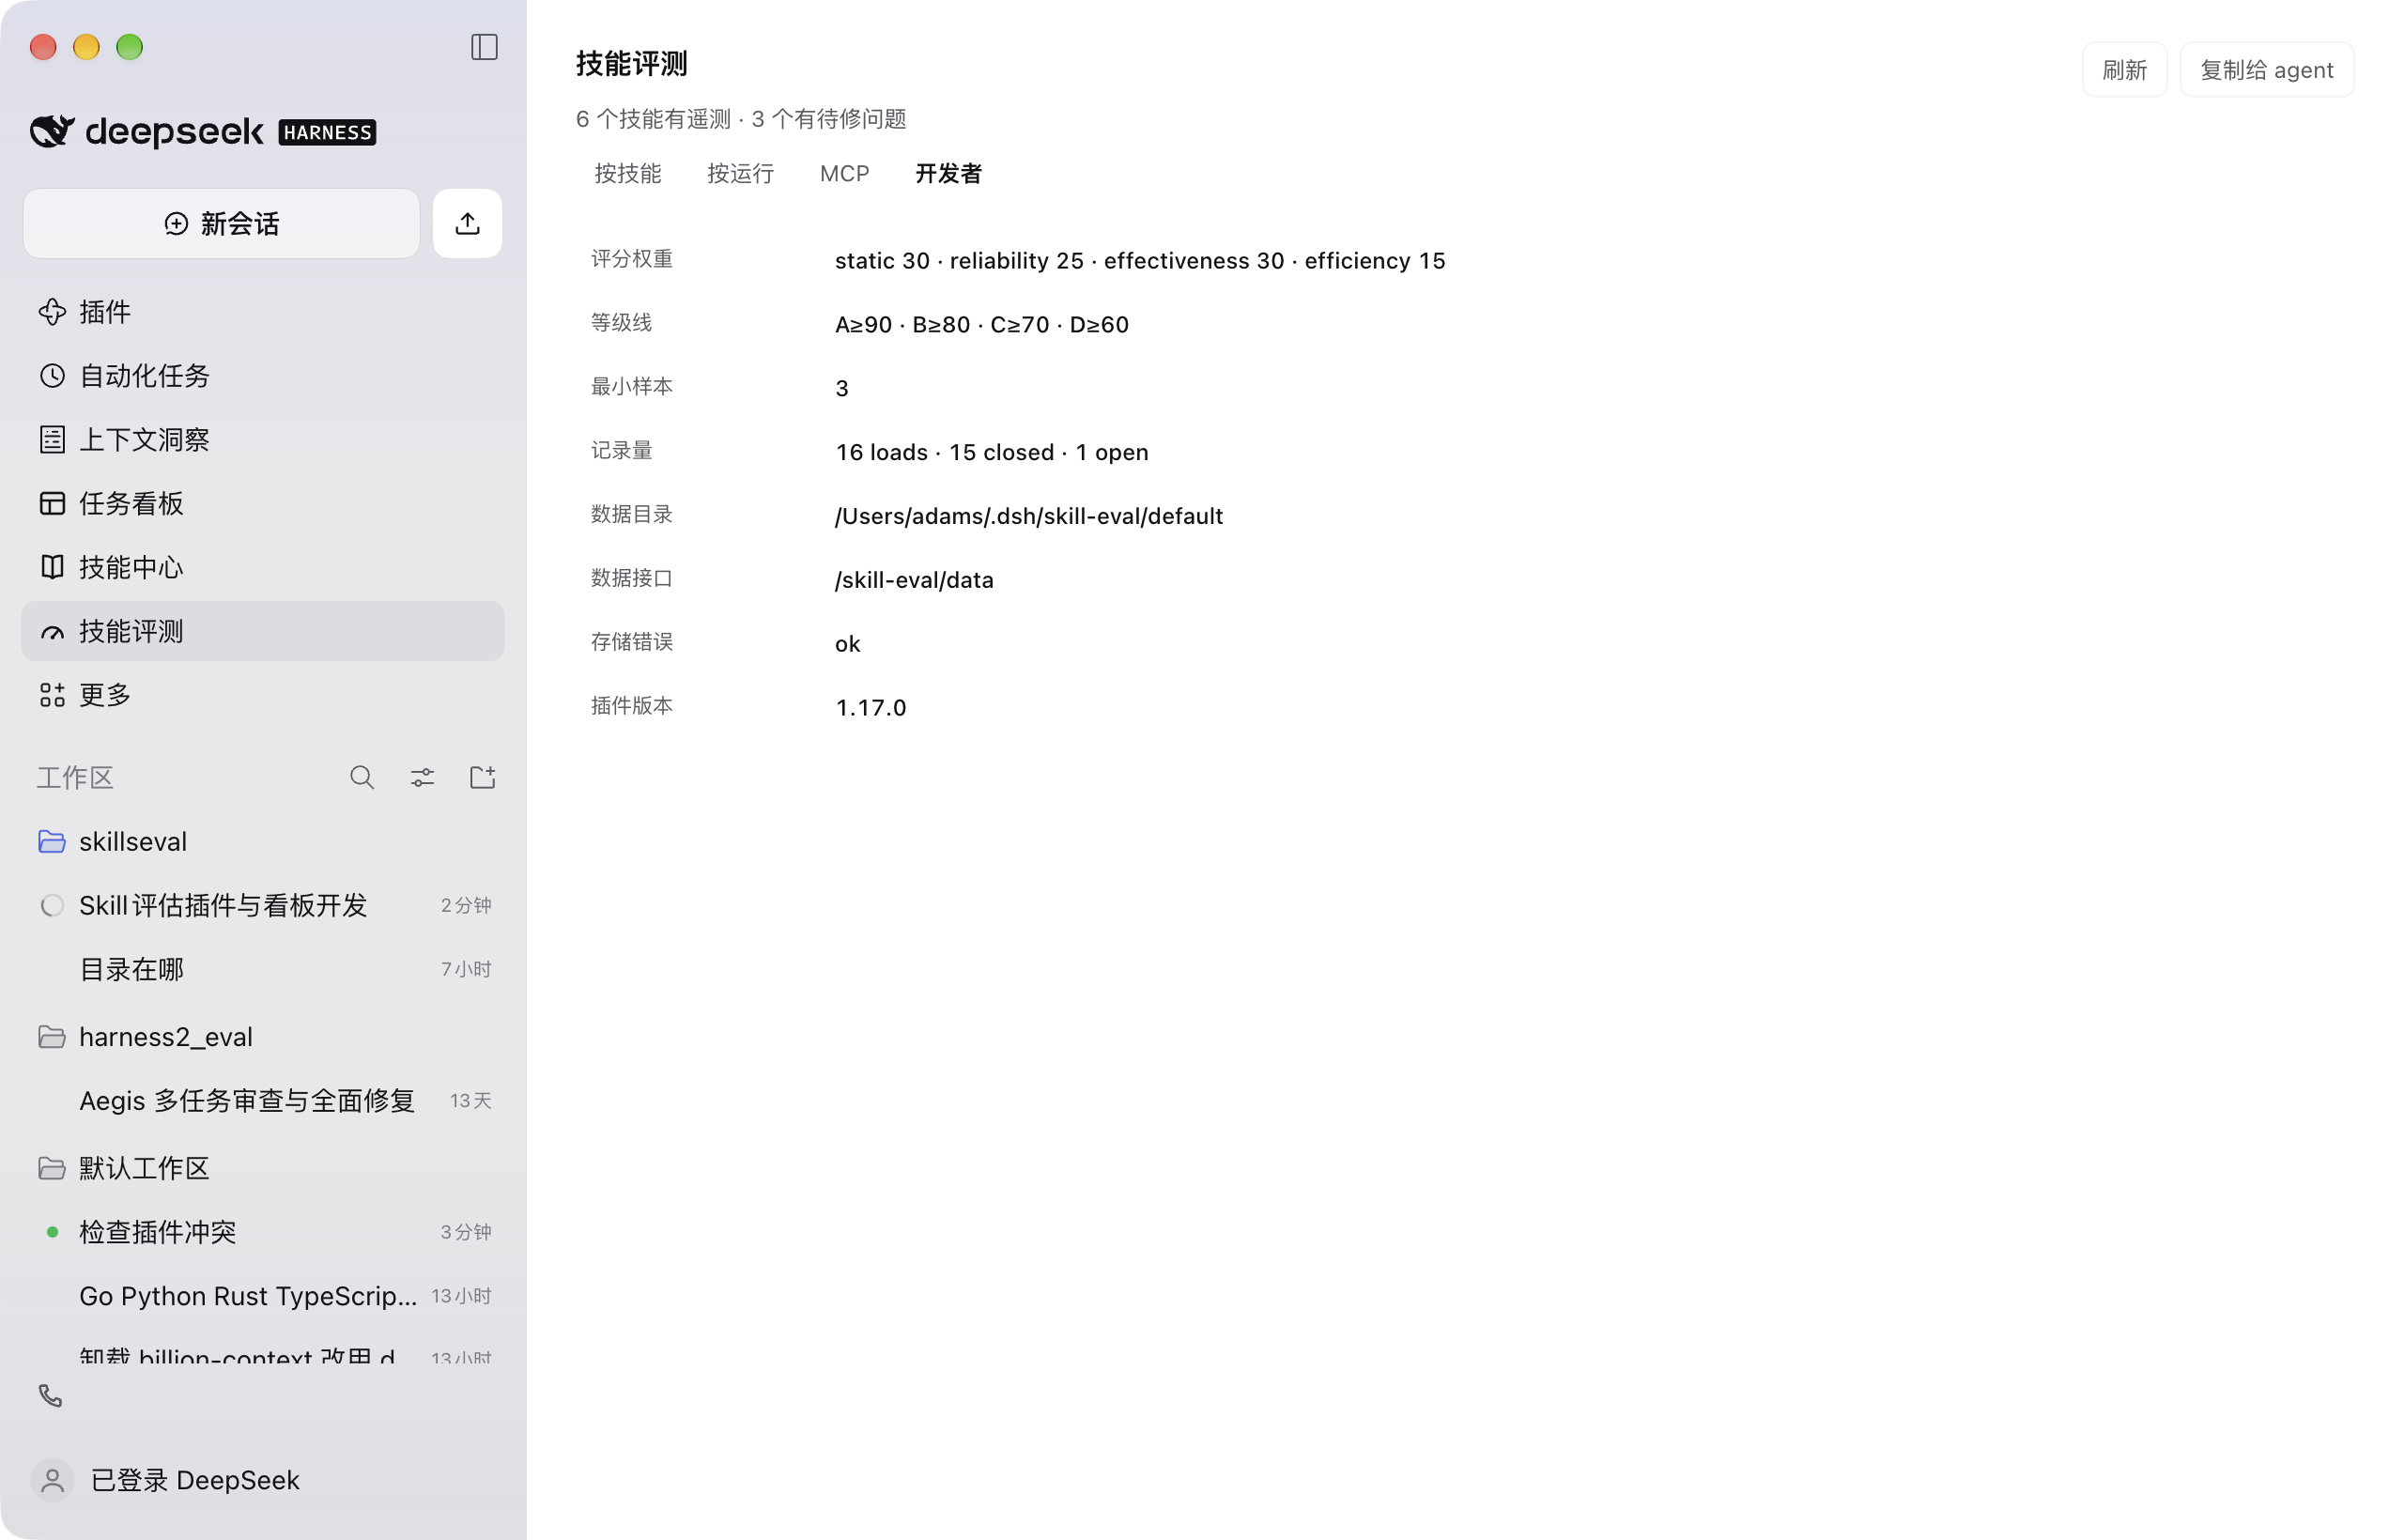 deepseek HARNESS
新会话
插件
自动化任务
上下文洞察
任务看板
技能中心
技能评测
更多
工作区
skillseval
Skill 评估插件与看板开发 2分钟
目录在哪 7小时
harness2_eval
Aegis 多任务审查与全面修复 13天
默认工作区
检查插件冲突 3分钟
Go Python Rust TypeScrip... 13小时
卸载 billion-context 改用 d 13小时
已登录 DeepSeek
技能评测
刷新 复制给 agent
6 个技能有遥测 · 3 个有待修问题
按技能 按运行 MCP 开发者
评分权重 static 30 · reliability 25 · effectiveness 30 · efficiency 15
等级线 A≥90 · B≥80 · C≥70 · D≥60
最小样本 3
记录量 16 loads · 15 closed · 1 open
数据目录 /Users/adams/.dsh/skill-eval/default
数据接口 /skill-eval/data
存储错误 ok
插件版本 1.17.0